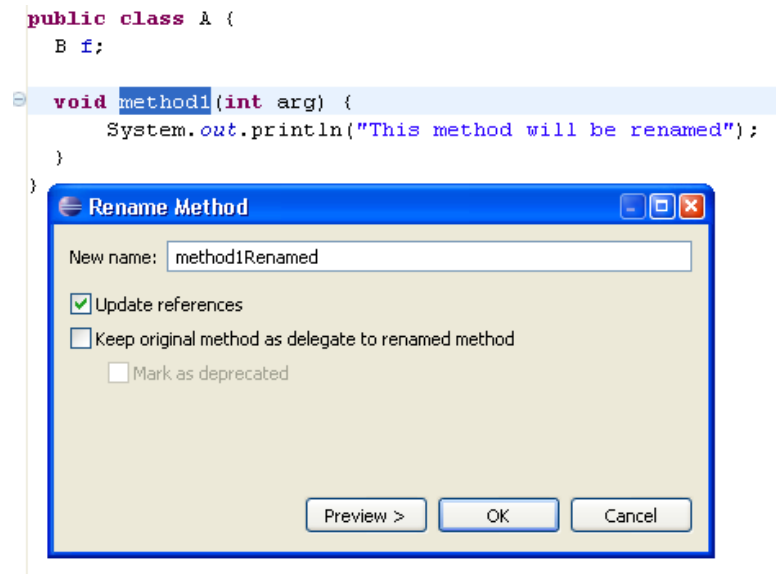 public class A {
B f;
void method1(int arg) {
System.out.println("This method will be renamed");
}
}
Rename Method
New name: method1Renamed
Update references
Keep original method as delegate to renamed method
Mark as deprecated
Preview > OK Cancel